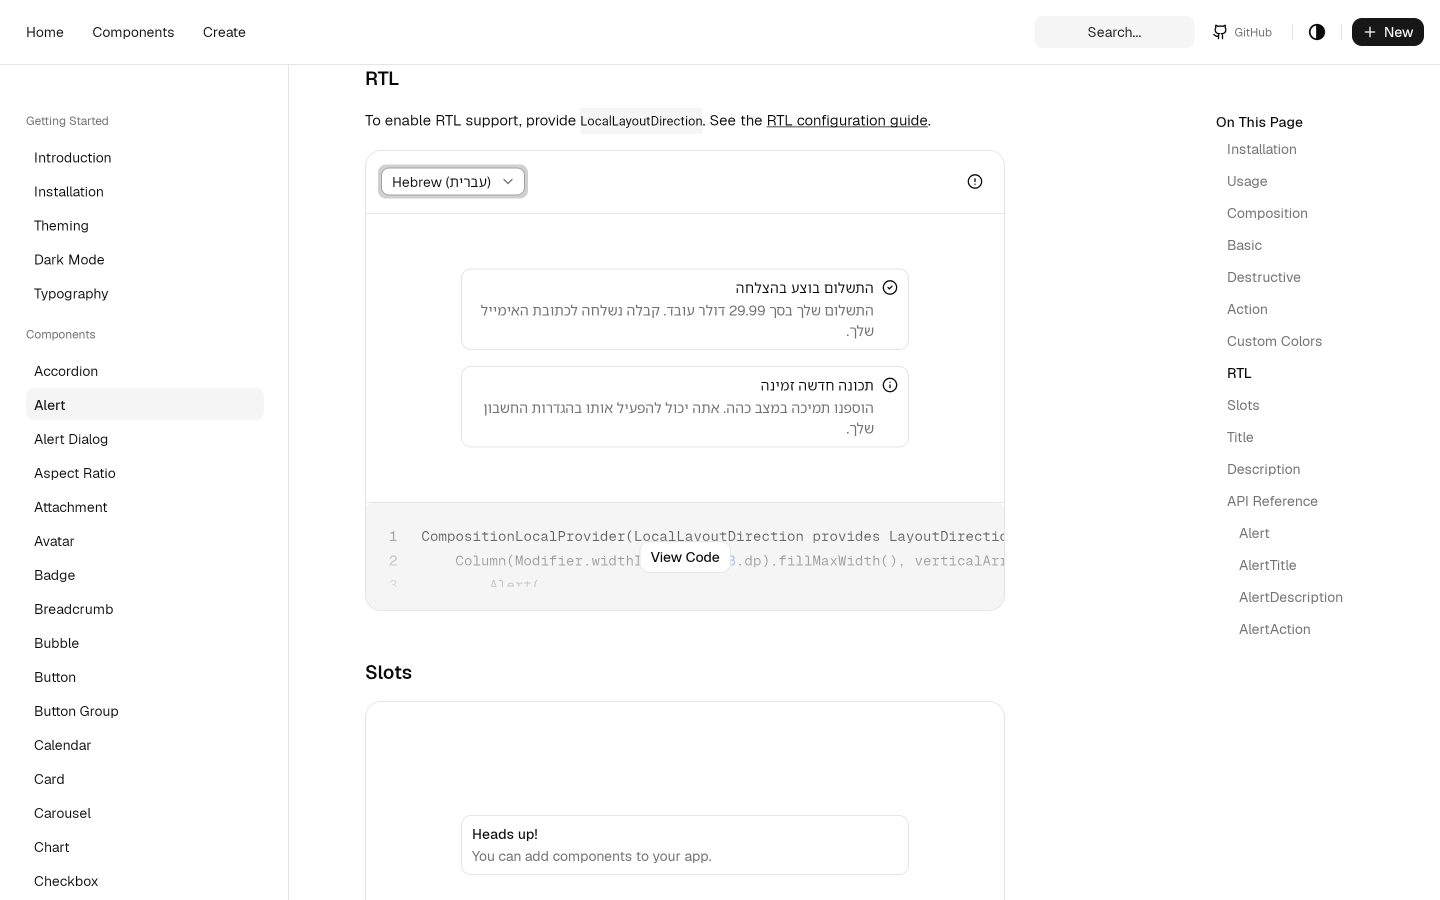 Home
Components
Create
Search...
GitHub
New
Getting Started
Introduction
Installation
Theming
Dark Mode
Typography
Components
Accordion
Alert
Alert Dialog
Aspect Ratio
Attachment
Avatar
Badge
Breadcrumb
Bubble
Button
Button Group
Calendar
Card
Carousel
Chart
Checkbox
RTL
To enable RTL support, provide LocalLayoutDirection. See the RTL configuration guide.
Hebrew (עברית)
התשלום בוצע בהצלחה
התשלום שלך בסך 29.99 דולר עובד. קבלה נשלחה לכתובת האימייל
שלך.
תכונה חדשה זמינה
הוספנו תמיכה במצב כהה. אתה יכול להפעיל אותו בהגדרות החשבון
שלך.
1 CompositionLocalProvider(LocalLayoutDirection provides
2 Column(Modifier. .dp).fillMaxWidth(),
3 Alert(
View Code
Slots
Heads up!
You can add components to your app.
On This Page
Installation
Usage
Composition
Basic
Destructive
Action
Custom Colors
RTL
Slots
Title
Description
API Reference
Alert
AlertTitle
AlertDescription
AlertAction